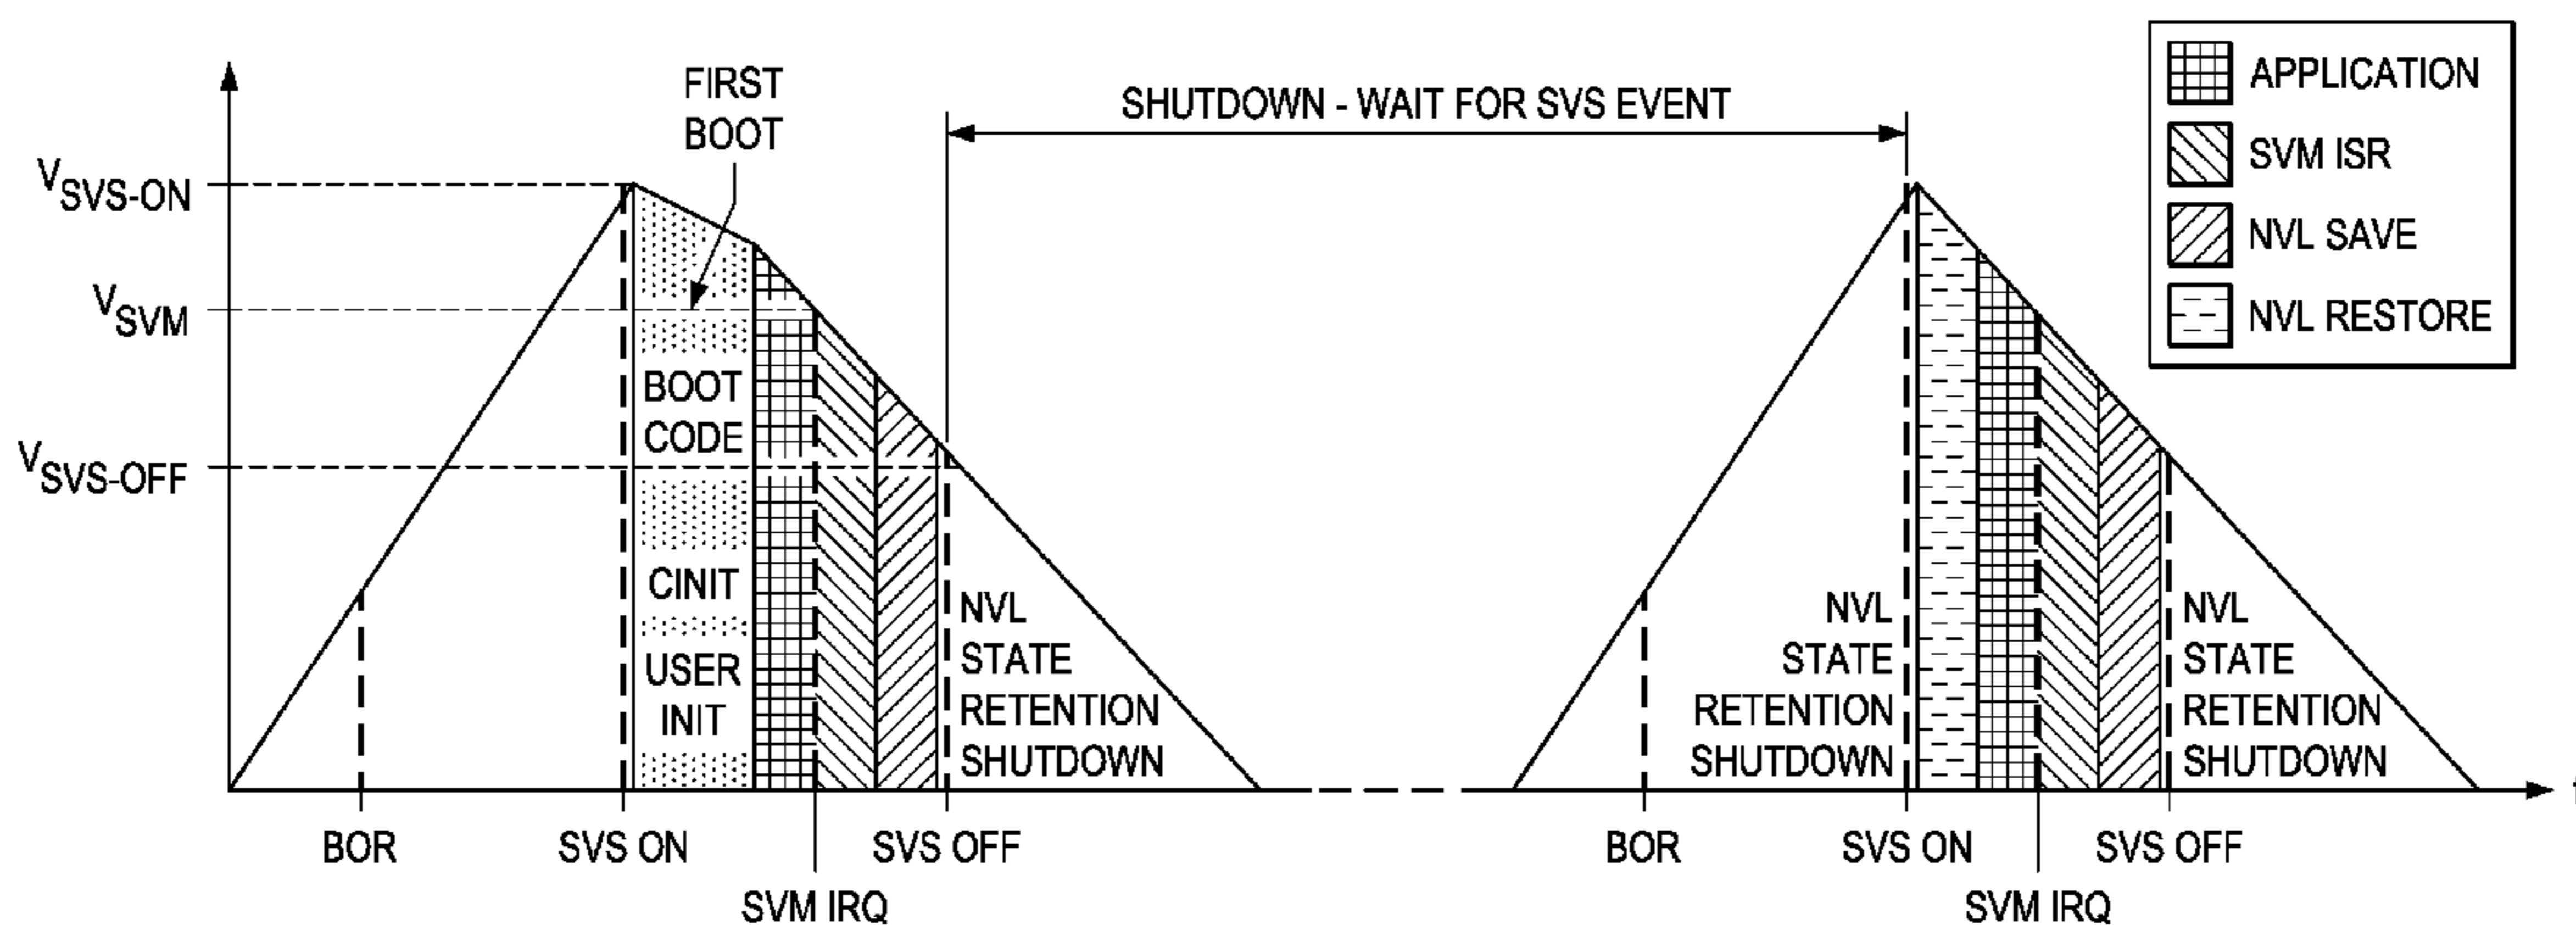 FIRST
BOOT
SHUTDOWN - WAIT FOR SVS EVENT
APPLICATION
SVM ISR
NVL SAVE
NVL RESTORE
VSVS-ON
VSVM
VSVS-OFF
BOOT
CODE
CINIT
USER
INIT
NVL
STATE
RETENTION
SHUTDOWN
NVL
STATE
RETENTION
SHUTDOWN
NVL
STATE
RETENTION
SHUTDOWN
BOR
SVS ON
SVS OFF
SVM IRQ
BOR
SVS ON
SVS OFF
SVM IRQ